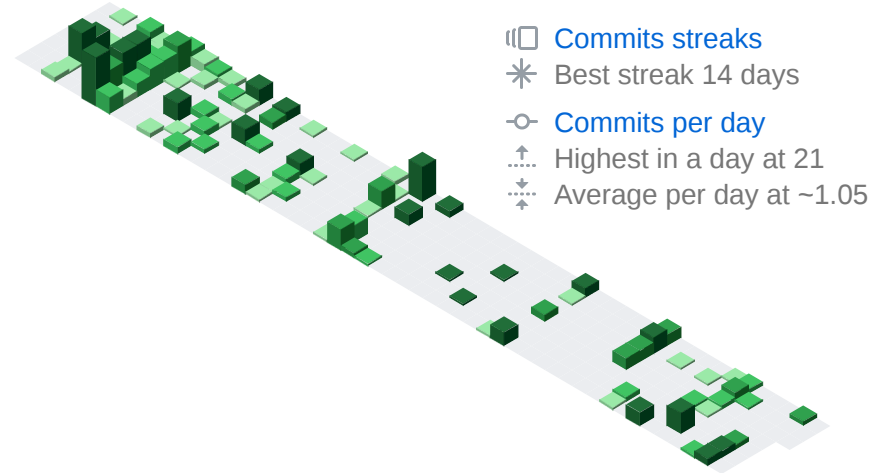 Commits streaks
Best streak 14 days
Commits per day
Highest in a day at 21
Average per day at ~1.05